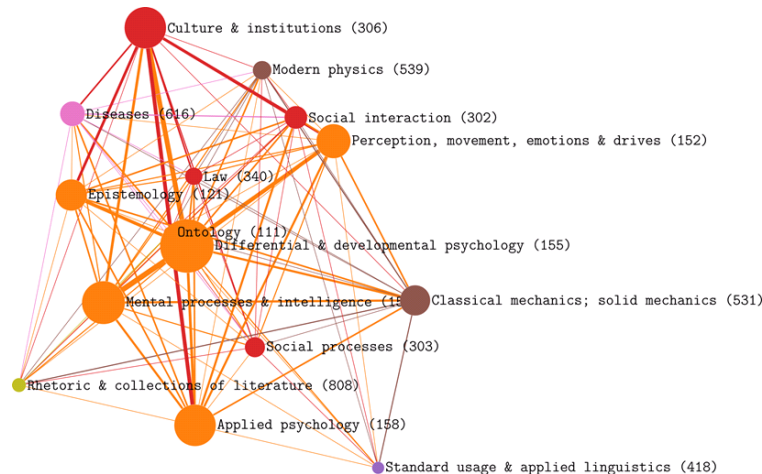 Culture & institutions (306)
Modern physics (539)
Diseases (616)
Social interaction (302)
Perception, movement, emotions & drives (152)
Law (340)
Epistemology (121)
Ontology (111)
Differential & developmental psychology (155)
Mental processes & intelligence (15
Classical mechanics; solid mechanics (531)
Social processes (303)
Rhetoric & collections of literature (808)
Applied psychology (158)
Standard usage & applied linguistics (418)